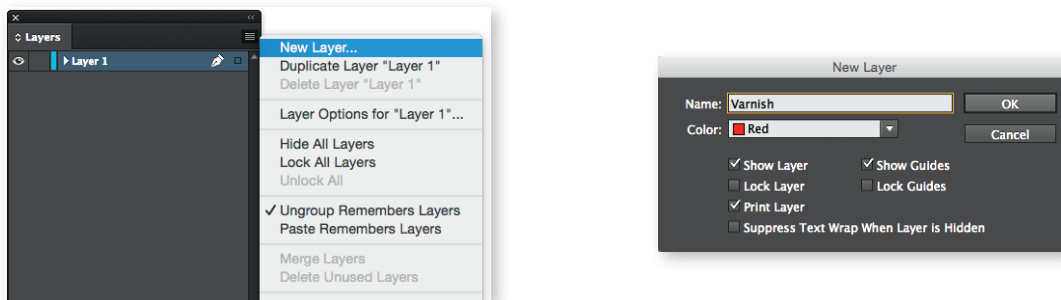 Layers
Layer 1
New Layer...
Duplicate Layer "Layer 1"
Delete Layer "Layer 1"
Layer Options for "Layer 1"...
Hide All Layers
Lock All Layers
Unlock All
✓ Ungroup Remembers Layers
Paste Remembers Layers
Merge Layers
Delete Unused Layers
New Layer
Name: Varnish
OK
Color: Red
Cancel
Show Layer
Show Guides
Lock Layer
Lock Guides
Print Layer
Suppress Text Wrap When Layer is Hidden